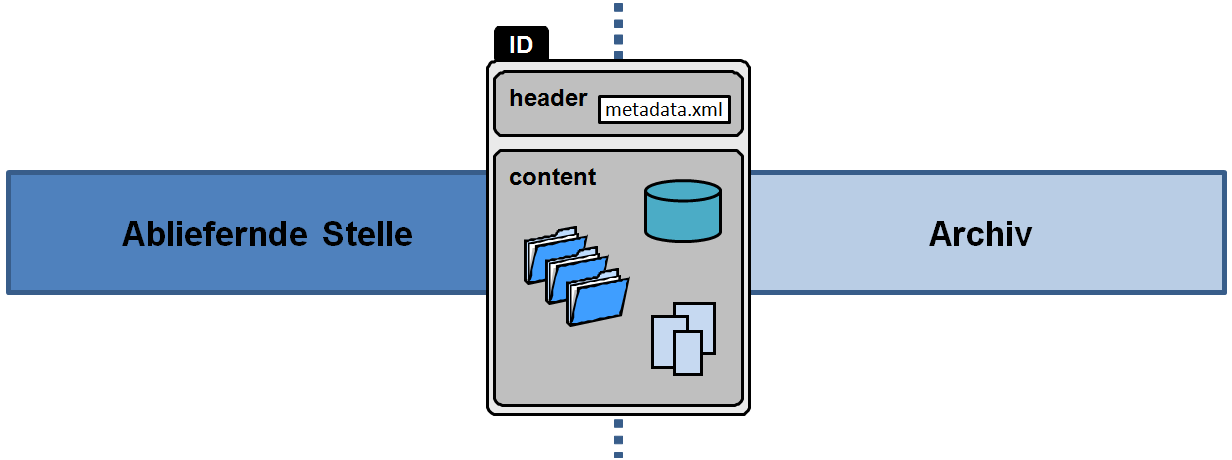 ID
header
metadata.xml
content
Abliefernde Stelle
Archiv